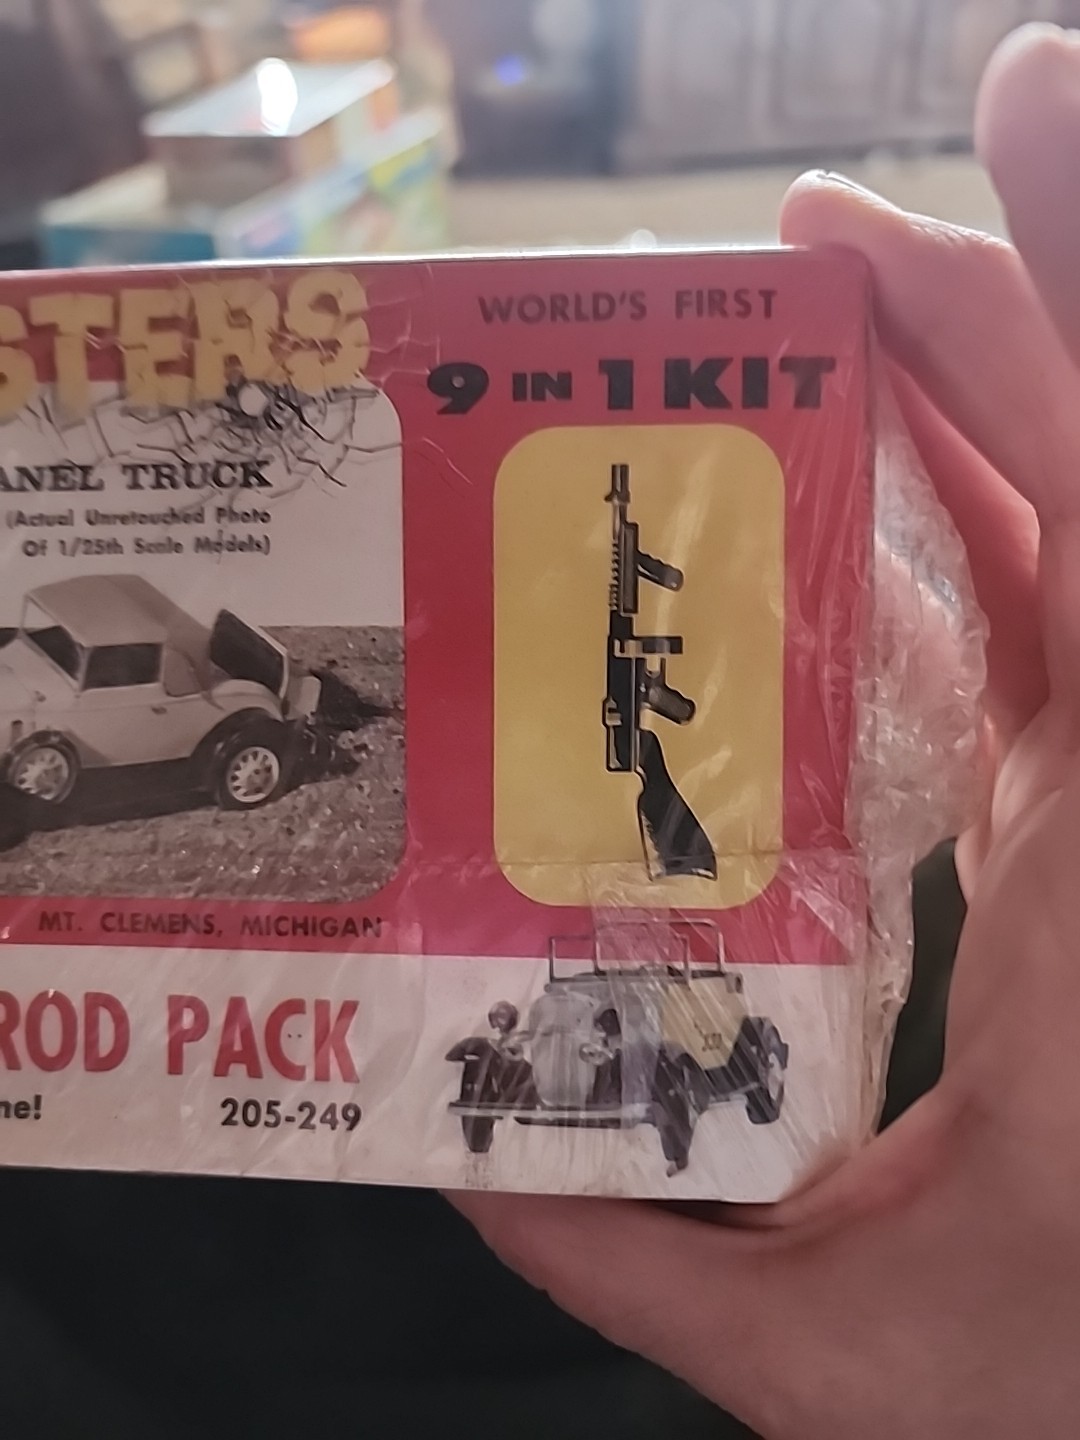 STERS
WORLD'S FIRST
9 IN 1 KIT
ANEL TRUCK
(Actual Unretouched Photo
Of 1/25th Scale Models)
MT. CLEMENS, MICHIGAN
ROD PACK
ne!
205-249